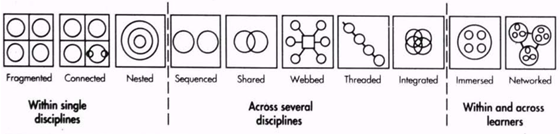 Fragmented Connected Nested Sequenced Shared Webbed Threaded Integrated Immersed Networked
Within single
disciplines
Across several
disciplines
Within and across
learners